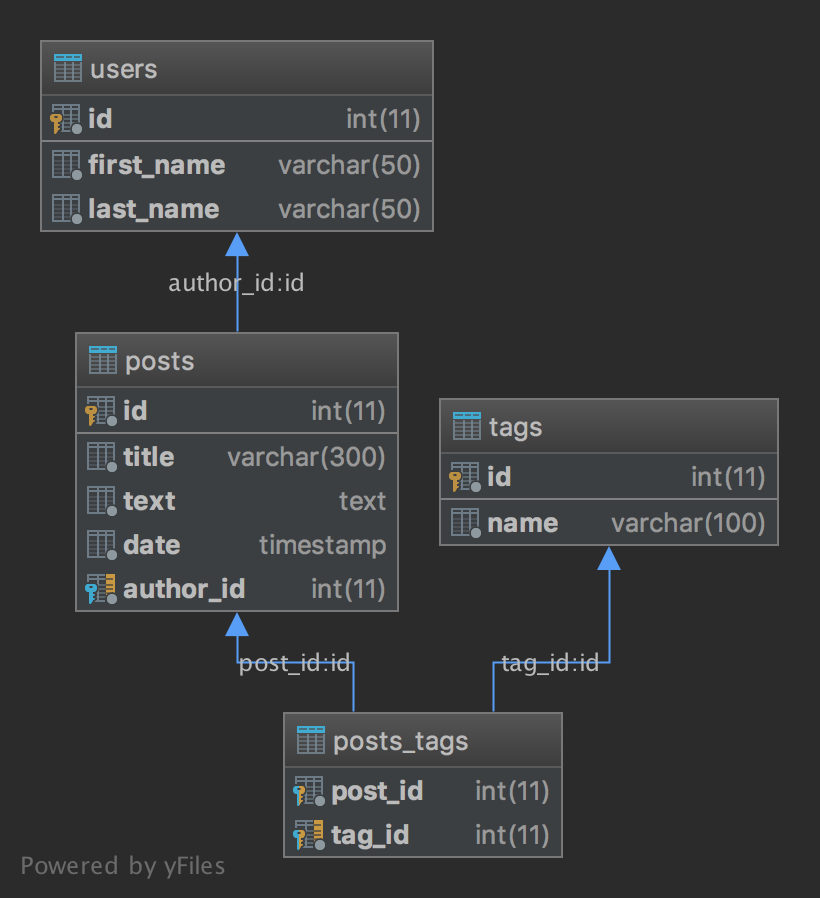 users
id int(11)
first_name varchar(50)
last_name varchar(50)
author_id:id
posts
id int(11)
title varchar(300)
text text
date timestamp
author_id int(11)
tags
id int(11)
name varchar(100)
post_id:id
tag_id:id
posts_tags
post_id int(11)
tag_id int(11)
Powered by yFiles